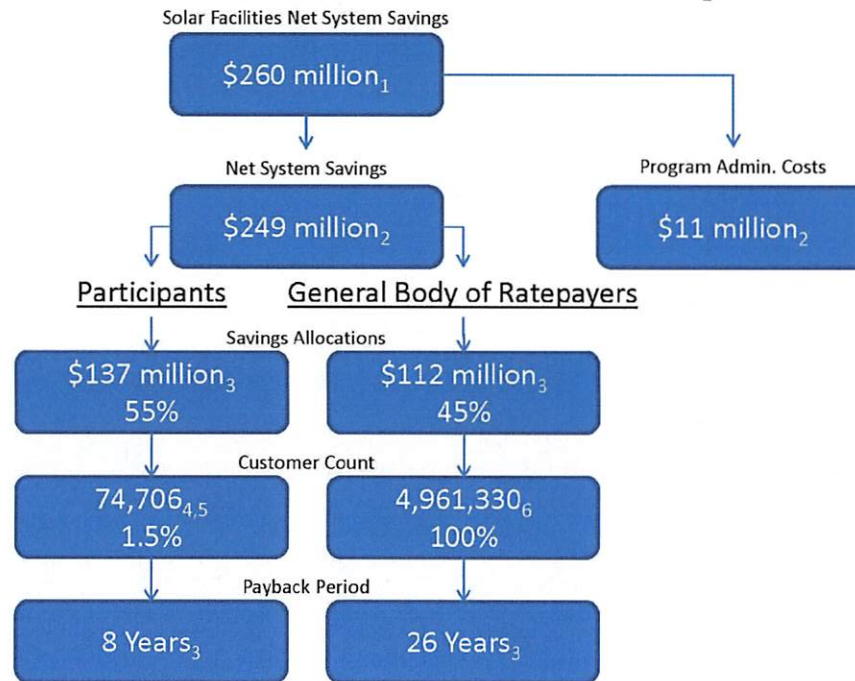 Solar Facilities Net System Savings
$260 million₁
Net System Savings
Program Admin. Costs
$249 million₂
$11 million₂
Participants
General Body of Ratepayers
Savings Allocations
$137 million₃
55%
$112 million₃
45%
Customer Count
74,706₄,₅
1.5%
4,961,330₆
100%
Payback Period
8 Years₃
26 Years₃